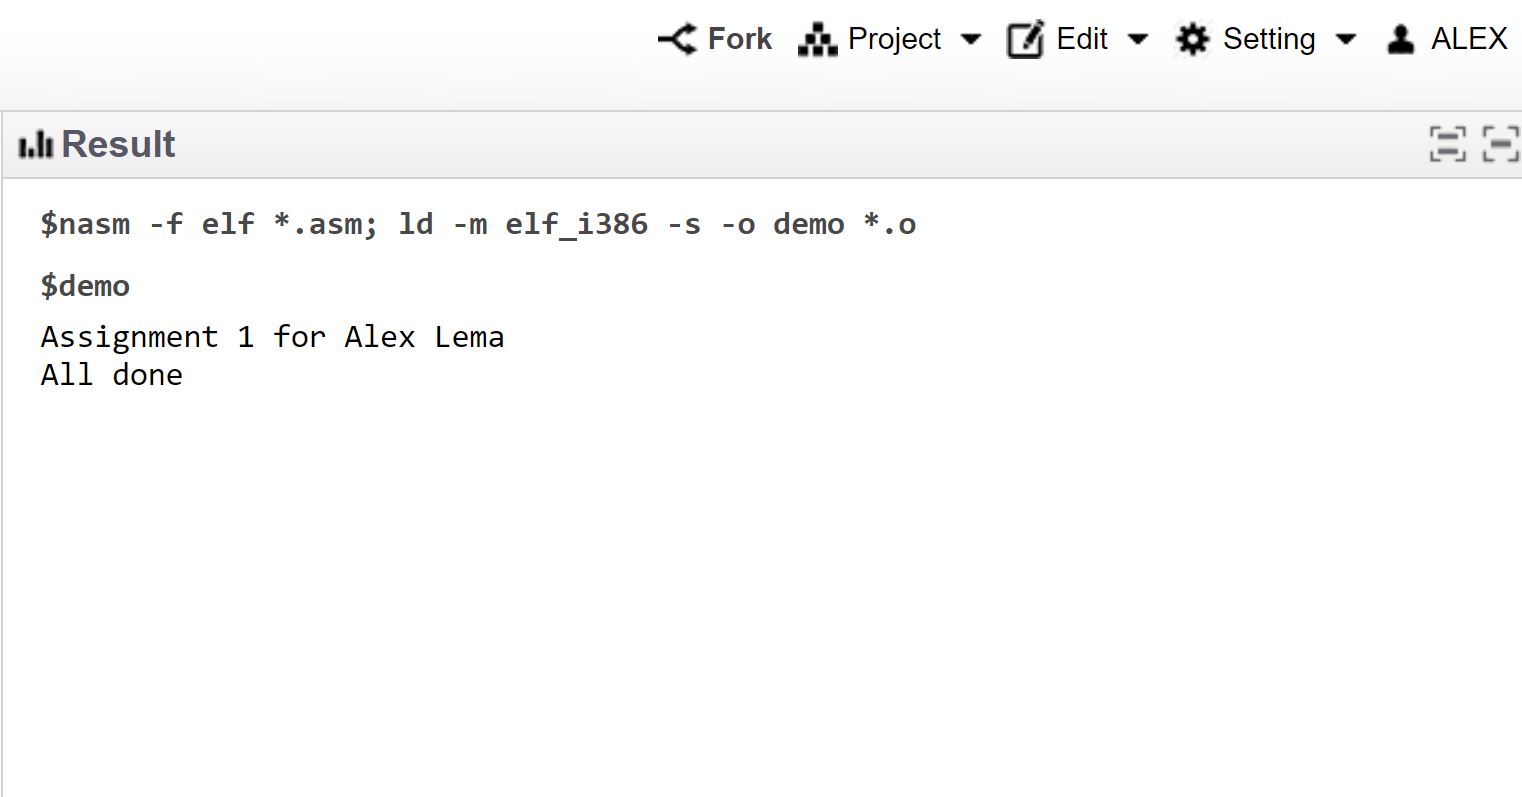 Fork Project Edit Setting ALEX
Result
$nasm -f elf *.asm; ld -m elf_i386 -s -o demo *.o
$demo
Assignment 1 for Alex Lema
All done